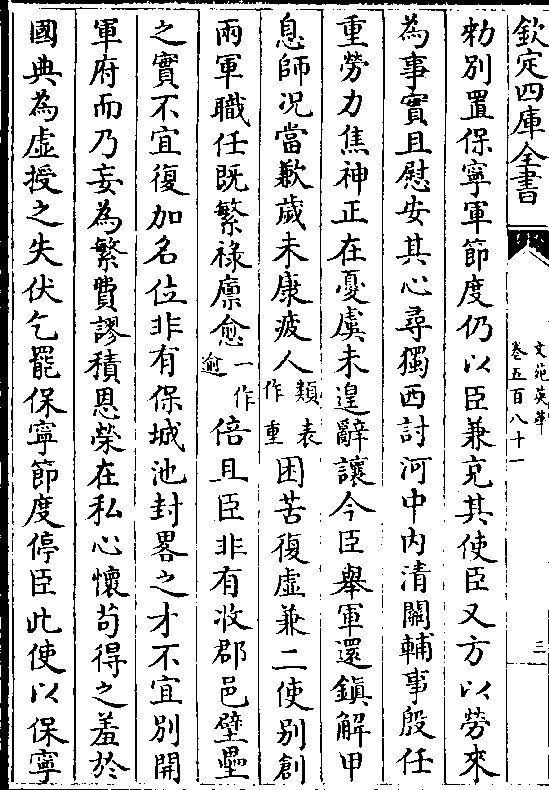 欽定四庫全書
文苑英華
卷五百八十一
三
勑別置保寧軍節度仍以臣兼充其使臣又方以勞來
為事實且慰安其心尋獨西討河中内清關輔事殷任
重勞力焦神正在憂虞未遑辭讓今臣舉軍還鎮解甲
息師況當歉歲未康疲人類表作重困苦復虛兼二使别創
兩軍職任既繁祿廪愈一作逾倍且臣非有收郡邑壁壘
之實不宜復加名位非有保城池封畧之才不宜別開
軍府而乃妄為繁費謬積恩榮在私心懷苟得之羞於
國典為虛授之失伏乞罷保寧節度停臣此使以保寧